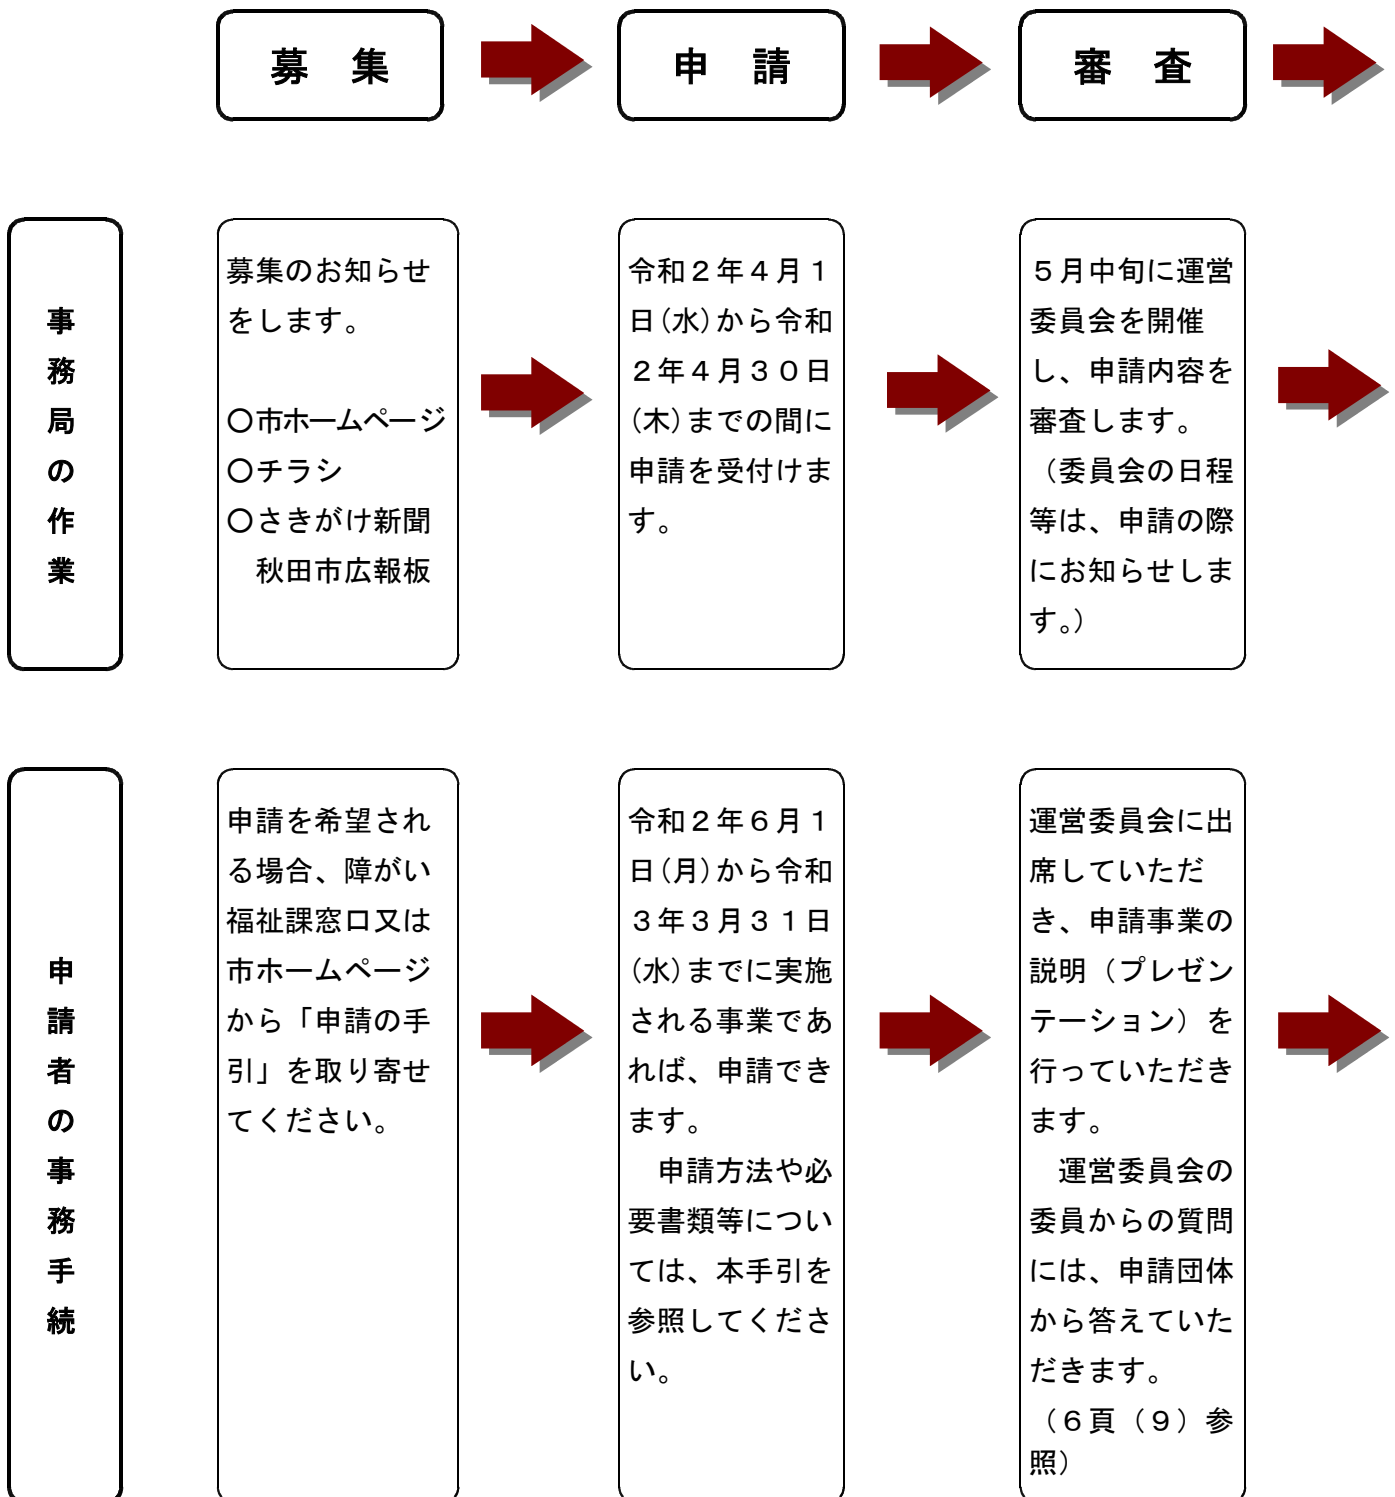 募　集
申　請
審　査
事務局の作業
募集のお知らせ
をします。
〇市ホームページ
〇チラシ
〇さきがけ新聞
　秋田市広報板
令和２年４月１
日(水)から令和
２年４月３０日
(木)までの間に
申請を受付けま
す。
５月中旬に運営
委員会を開催
し、申請内容を
審査します。
（委員会の日程
等は、申請の際
にお知らせしま
す。）
申請者の事務手続
申請を希望され
る場合、障がい
福祉課窓口又は
市ホームページ
から「申請の手
引」を取り寄せ
てください。
令和２年６月１
日(月)から令和
３年３月３１日
(水)までに実施
される事業であ
れば、申請でき
ます。
　申請方法や必
要書類等につい
ては、本手引を
参照してくださ
い。
運営委員会に出
席していただ
き、申請事業の
説明（プレゼン
テーション）を
行っていただき
ます。
　運営委員会の
委員からの質問
には、申請団体
から答えていた
だきます。
（６頁（９）参
照）